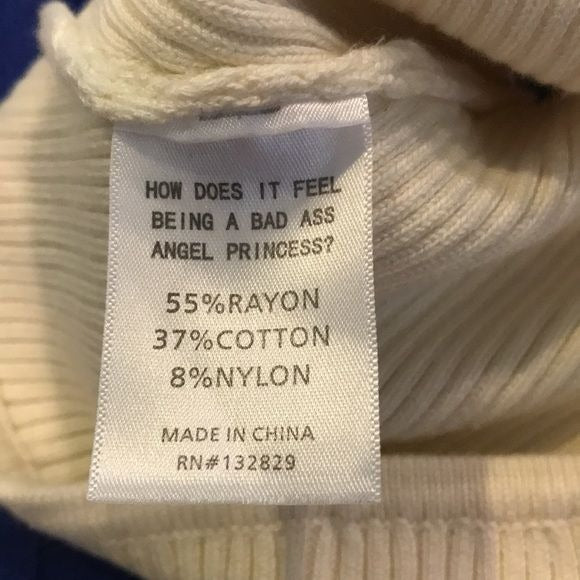 HOW DOES IT FEEL
BEING A BAD ASS
ANGEL PRINCESS?
55%RAYON
37%COTTON
8%NYLON
MADE IN CHINA
RN#132829